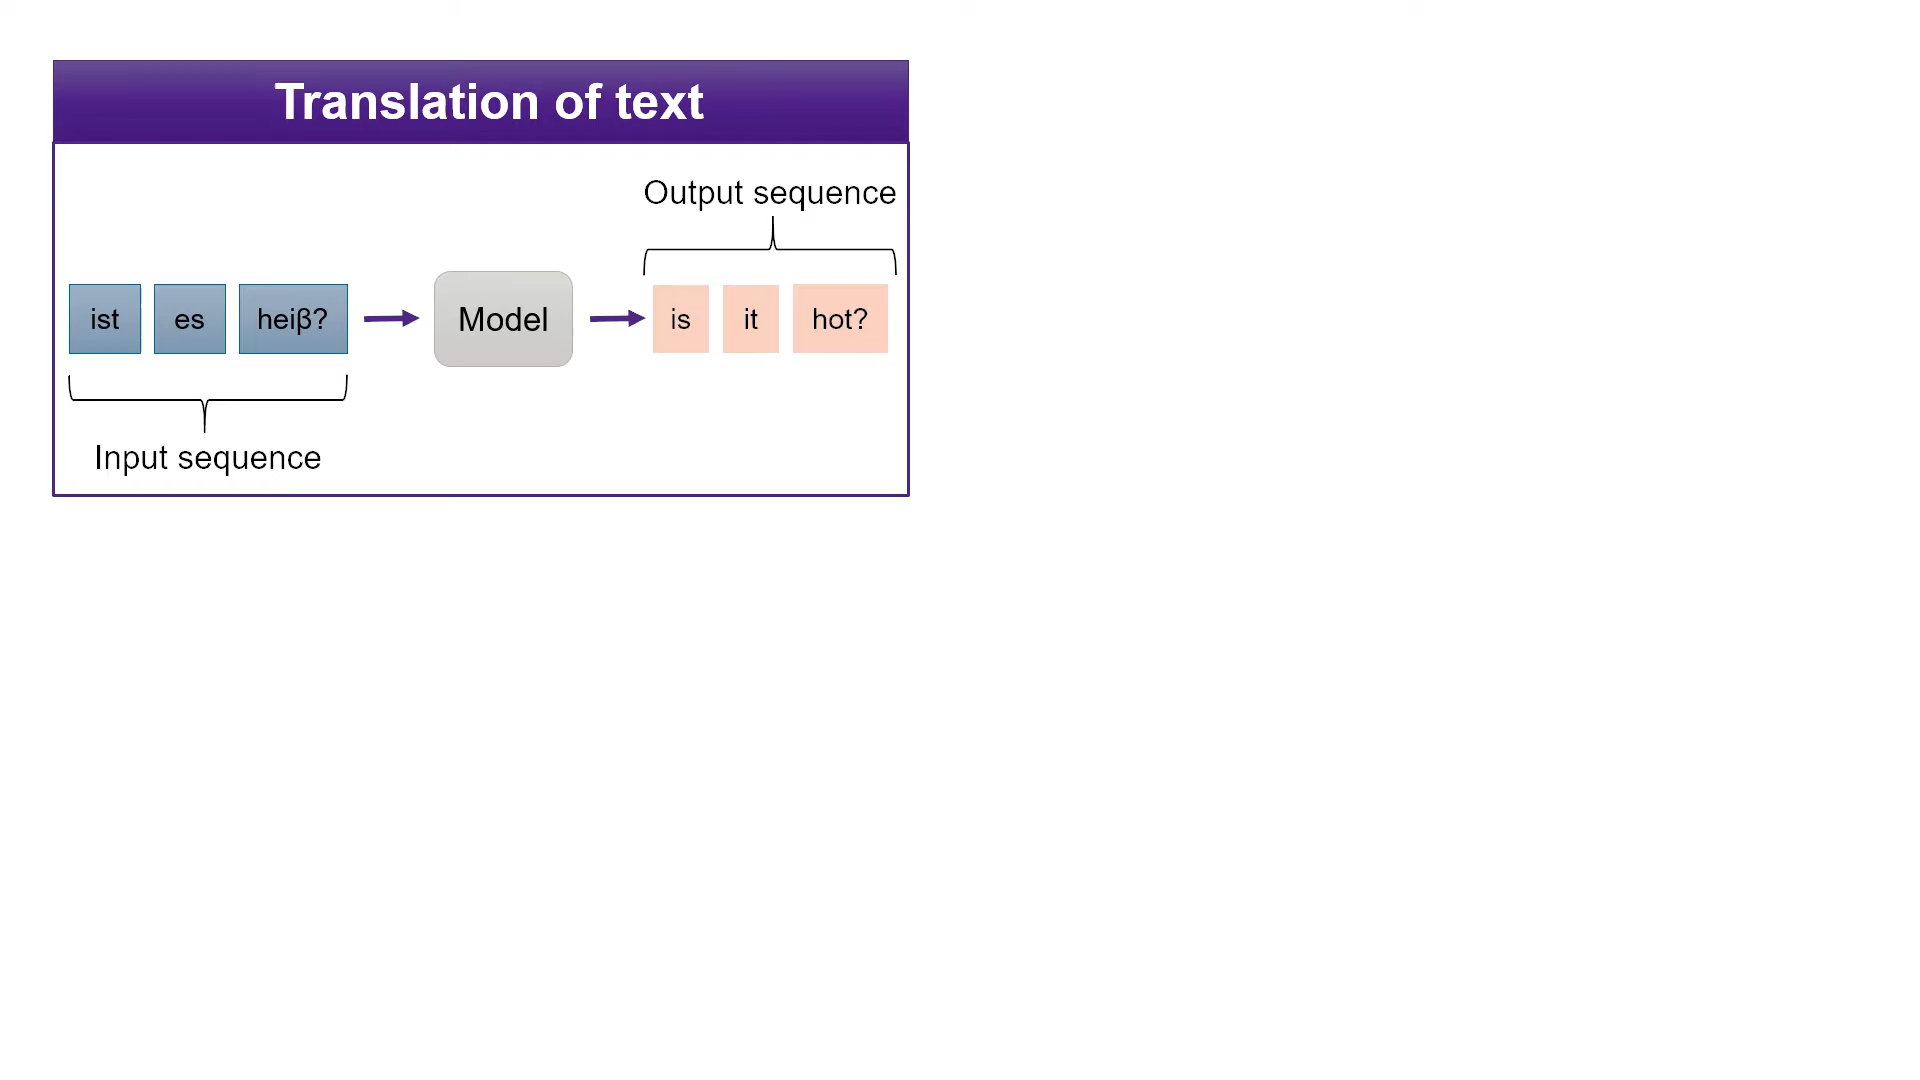 Translation of text
Output sequence
ist es heiβ? Model is it hot?
Input sequence